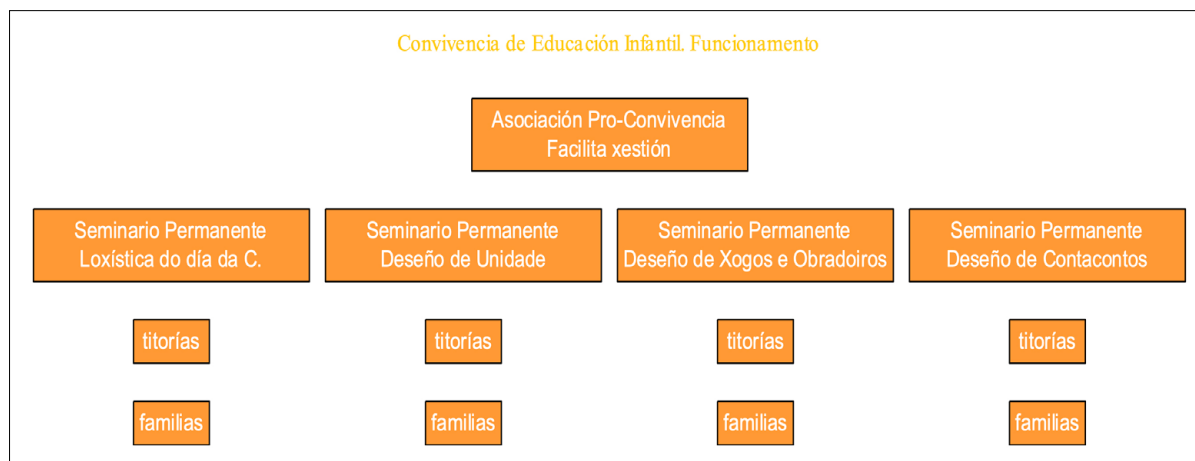 Convivencia de Educación Infantil. Funcionamento
Asociación Pro-Convivencia
Facilita xestión
Seminario Permanente
Loxística do día da C.
Seminario Permanente
Deseño de Unidade
Seminario Permanente
Deseño de Xogos e Obradoiros
Seminario Permanente
Deseño de Contacontos
titorías
titorías
titorías
titorías
familias
familias
familias
familias